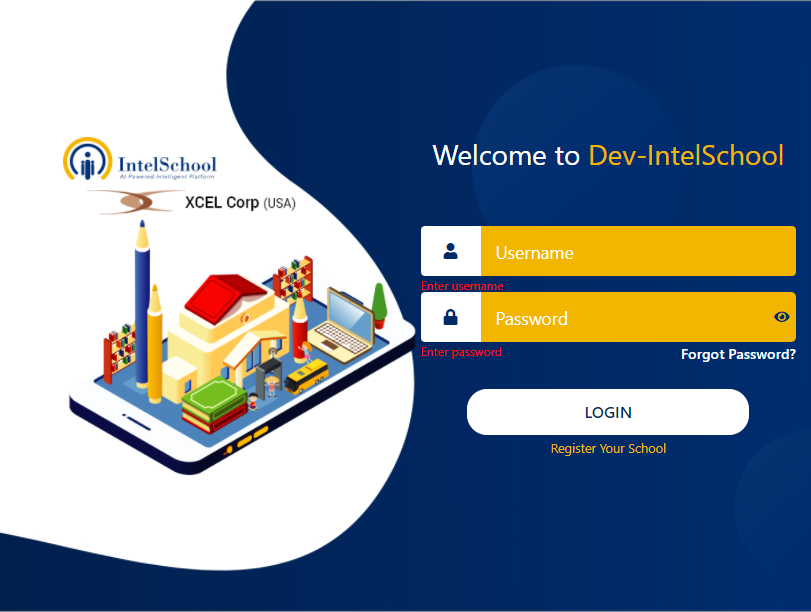 IntelSchool
AI Powered Intelligent Platform
XCEL Corp (USA)
Welcome to Dev-IntelSchool
Username
Enter username
Password
Enter password
Forgot Password?
LOGIN
Register Your School